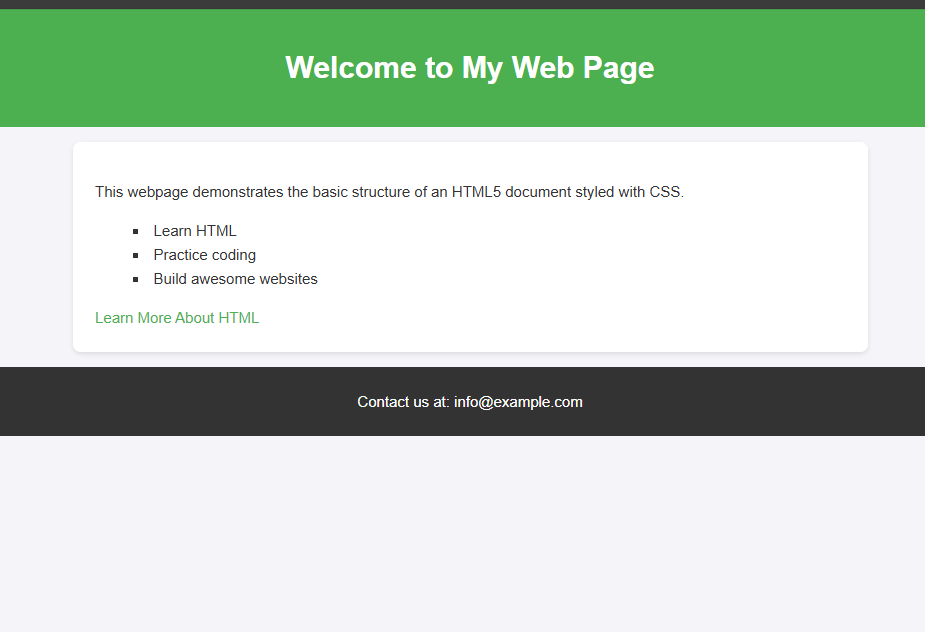 Welcome to My Web Page
This webpage demonstrates the basic structure of an HTML5 document styled with CSS.
Learn HTML
Practice coding
Build awesome websites
Learn More About HTML
Contact us at: info@example.com